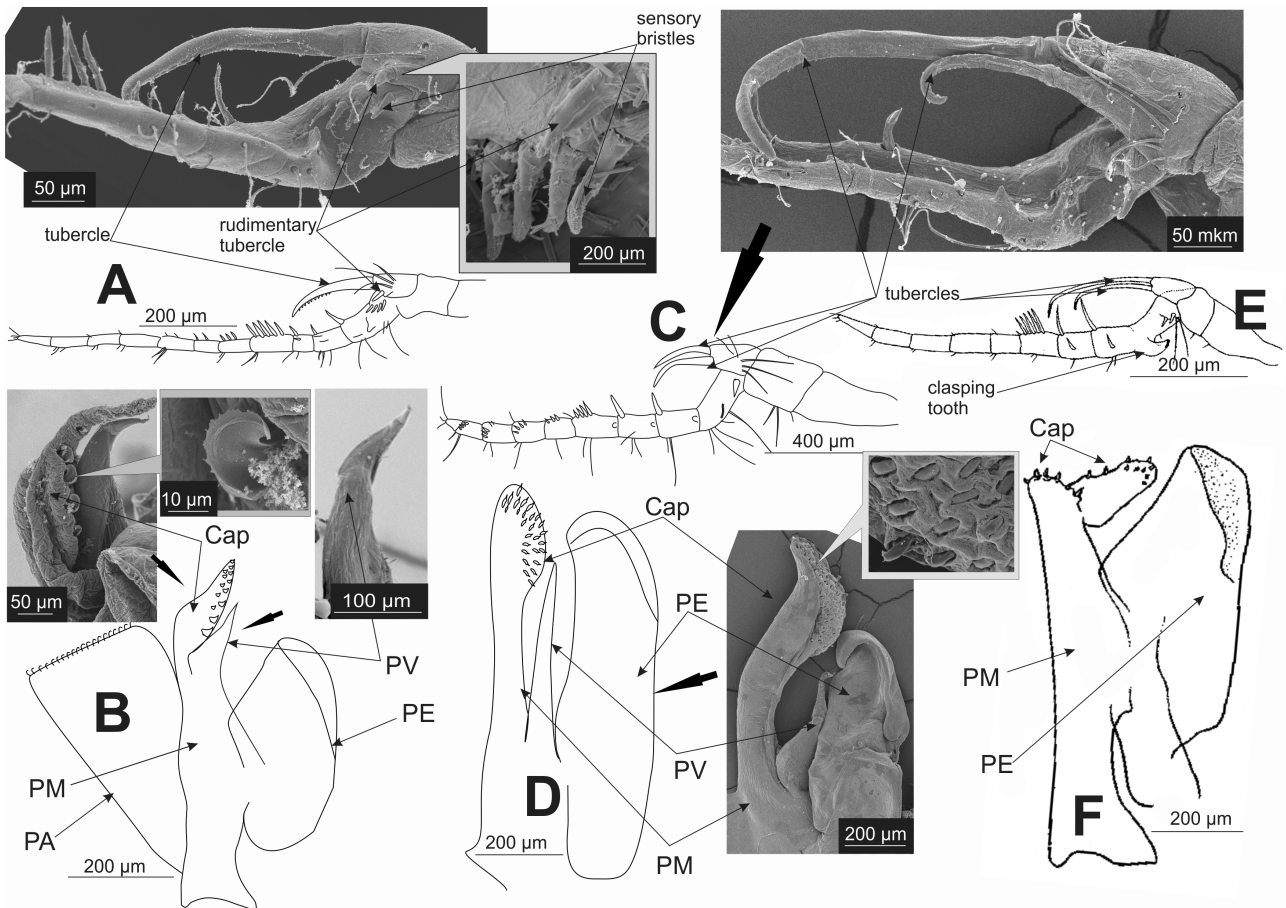 sensory
bristles
50 µm
200 µm
rudimentary
tubercle
tubercle
A
200 µm
50 mkm
tubercles
C
E
200 µm
clasping
tooth
400 µm
10 µm
50 µm
100 µm
Cap
PV
PE
B
PM
PA
200 µm
Cap
PE
D
PV
200 µm
PM
200 µm
Cap
PM
PE
F
200 µm